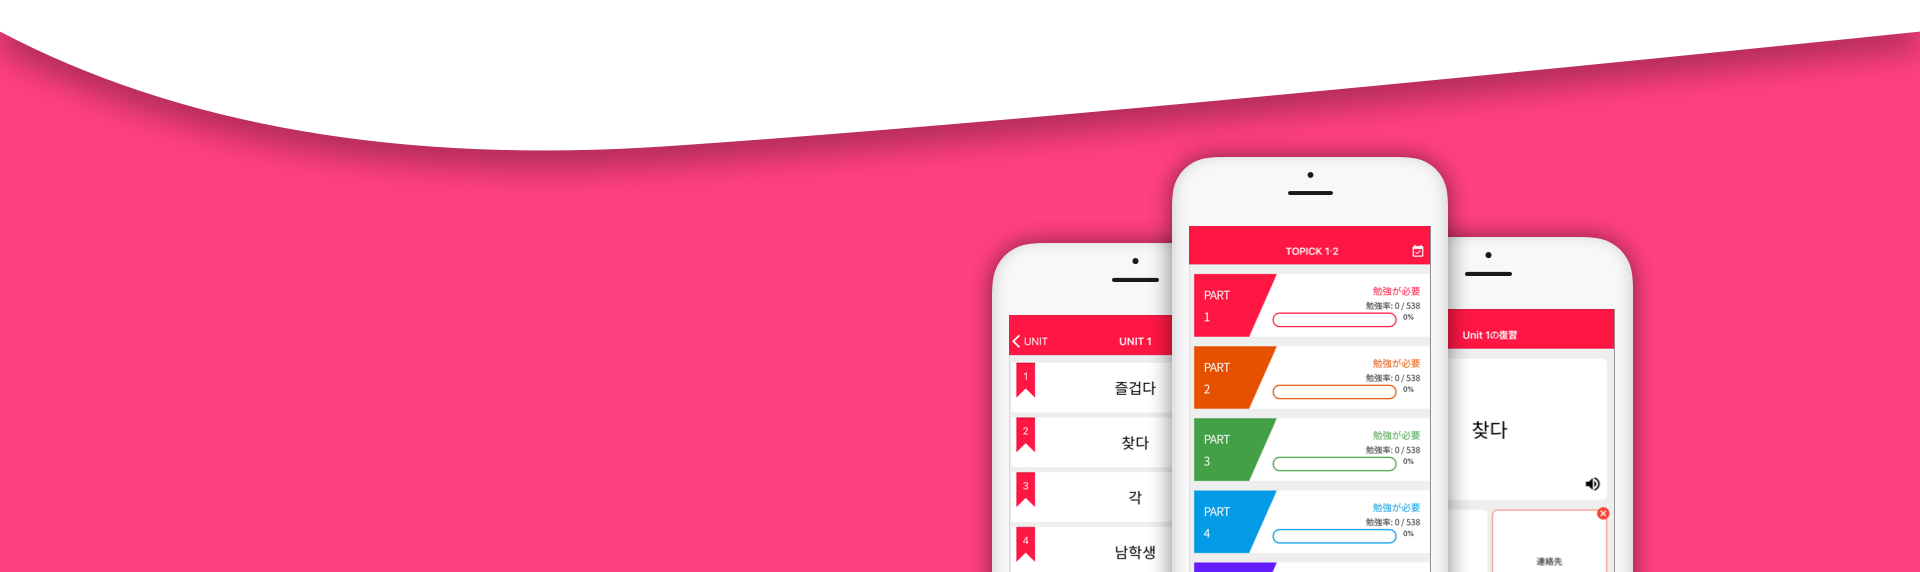 UNIT
UNIT 1
1
즐겁다
2
찾다
3
각
4
남학생
TOPICK 1-2
PART
1
勉強が必要
勉強率: 0 / 538
0%
PART
2
勉強が必要
勉強率: 0 / 538
0%
PART
3
勉強が必要
勉強率: 0 / 538
0%
PART
4
勉強が必要
勉強率: 0 / 538
0%
Unit 1の復習
찾다
連絡先